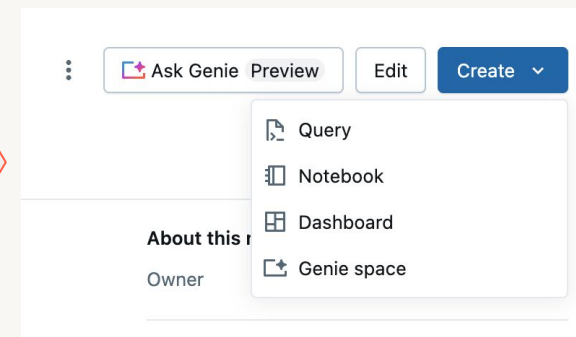 Ask Genie Preview Edit Create
Query
Notebook
Dashboard
Genie space
About this
Owner